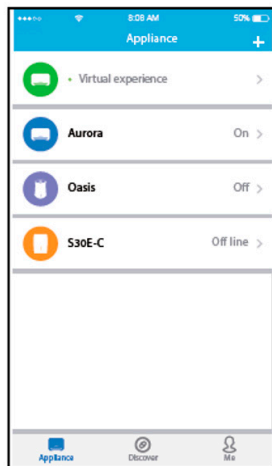 8:08 AM 50%
Appliance +
• Virtual experience >
Aurora On >
Oasis Off >
S30E-C Off line >
Appliance Discover Me